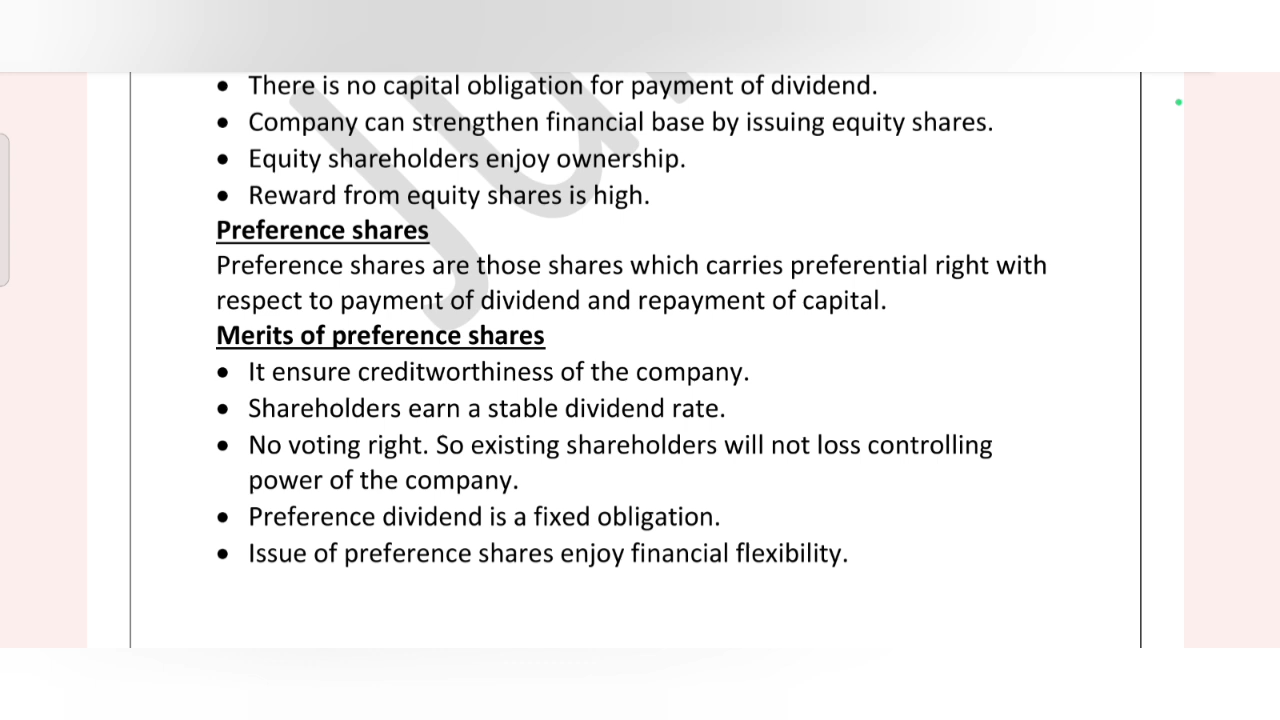 • There is no capital obligation for payment of dividend.
• Company can strengthen financial base by issuing equity shares.
• Equity shareholders enjoy ownership.
• Reward from equity shares is high.
Preference shares
Preference shares are those shares which carries preferential right with
respect to payment of dividend and repayment of capital.
Merits of preference shares
• It ensure creditworthiness of the company.
• Shareholders earn a stable dividend rate.
• No voting right. So existing shareholders will not loss controlling
power of the company.
• Preference dividend is a fixed obligation.
• Issue of preference shares enjoy financial flexibility.